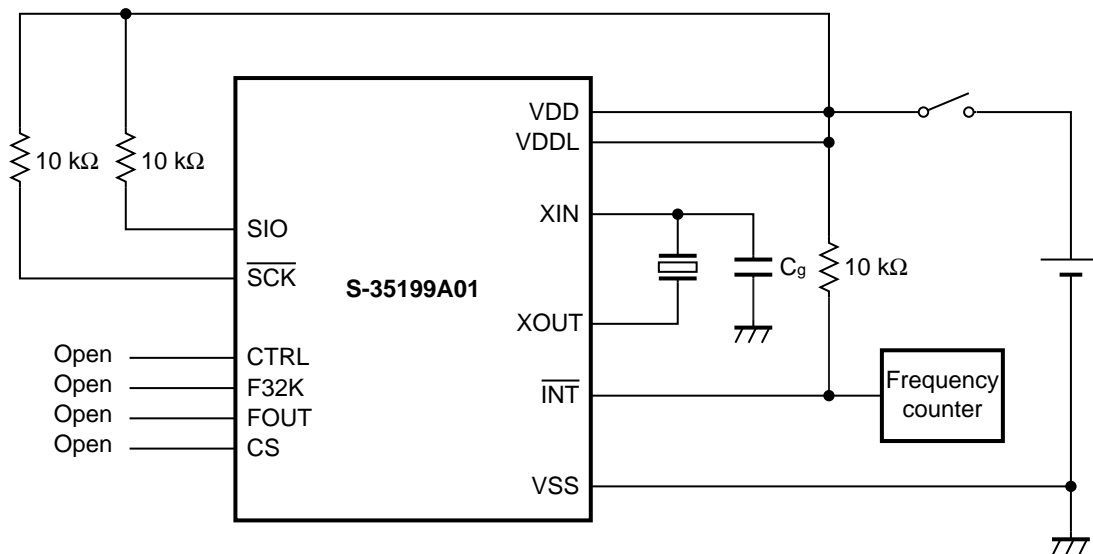 10 kΩ
10 kΩ
SIO
SCK
Open
CTRL
Open
F32K
Open
FOUT
Open
CS
S-35199A01
VDD
VDDL
XIN
XOUT
INT
VSS
Cg
10 kΩ
Frequency
counter